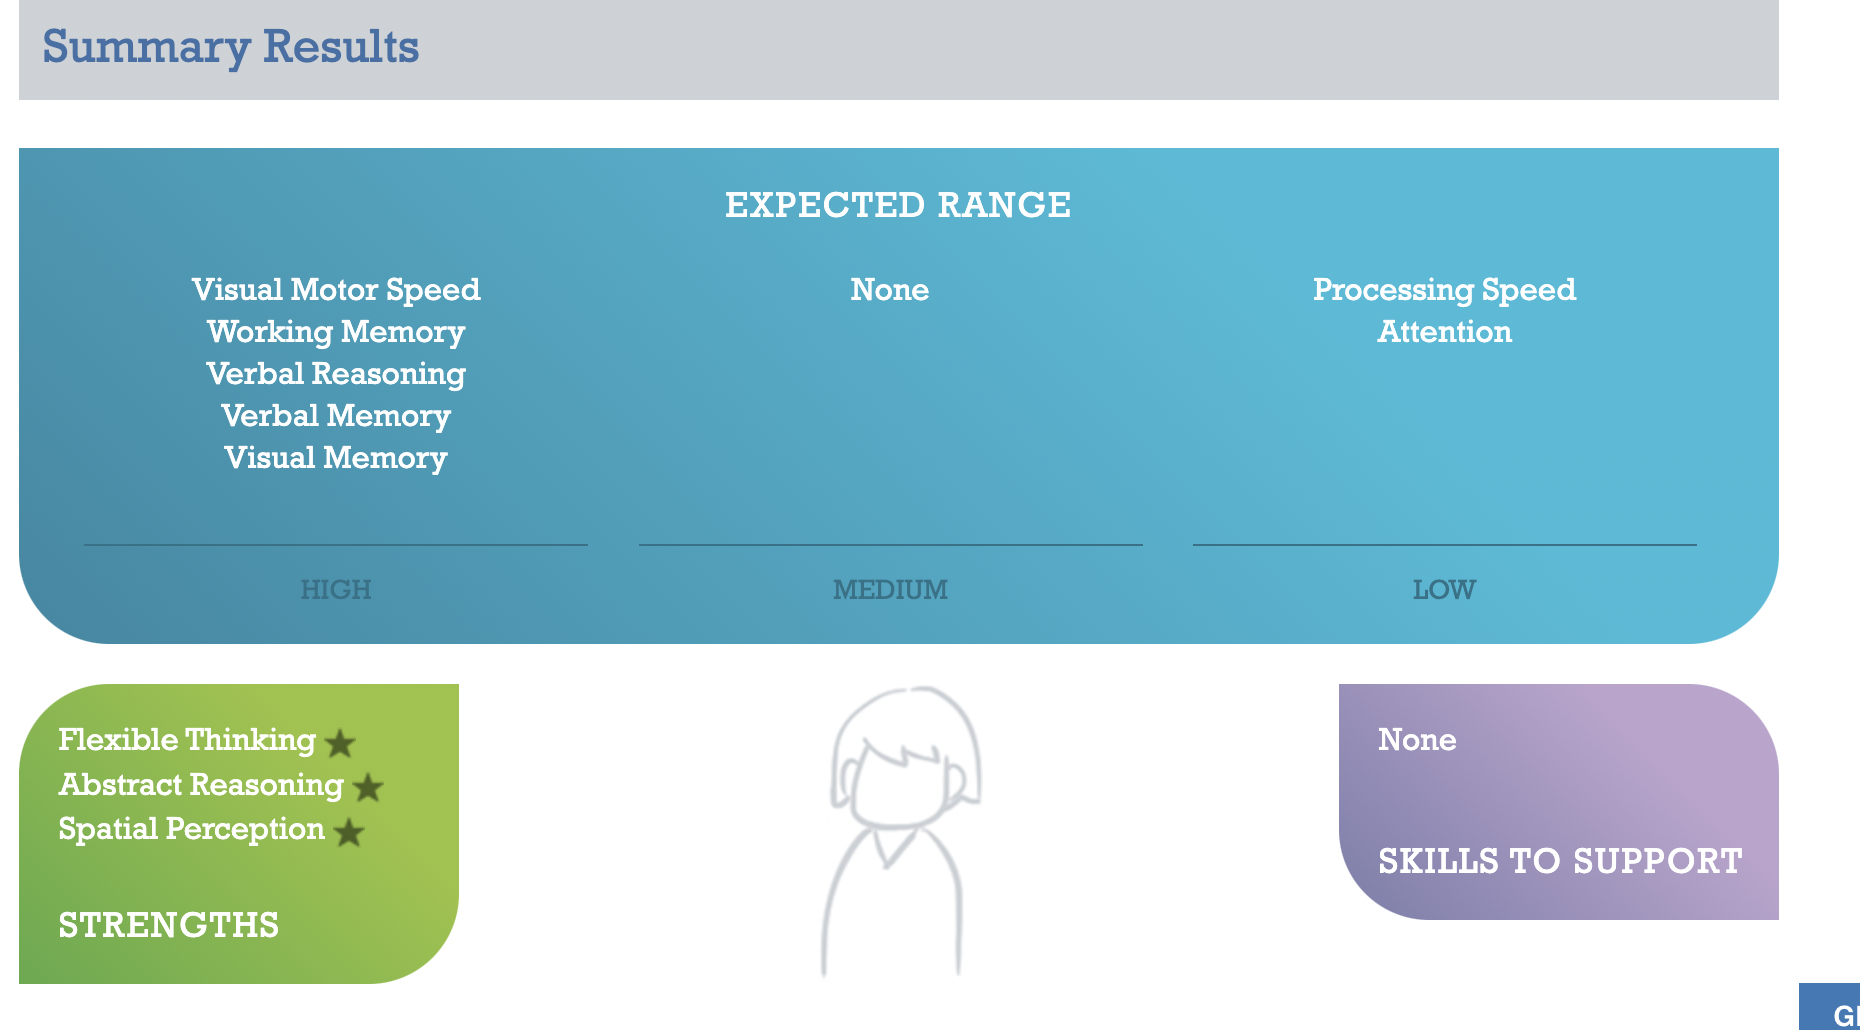 Summary Results
EXPECTED RANGE
Visual Motor Speed
Working Memory
Verbal Reasoning
Verbal Memory
Visual Memory
HIGH
None
MEDIUM
Processing Speed
Attention
LOW
Flexible Thinking
Abstract Reasoning
Spatial Perception
STRENGTHS
None
SKILLS TO SUPPORT